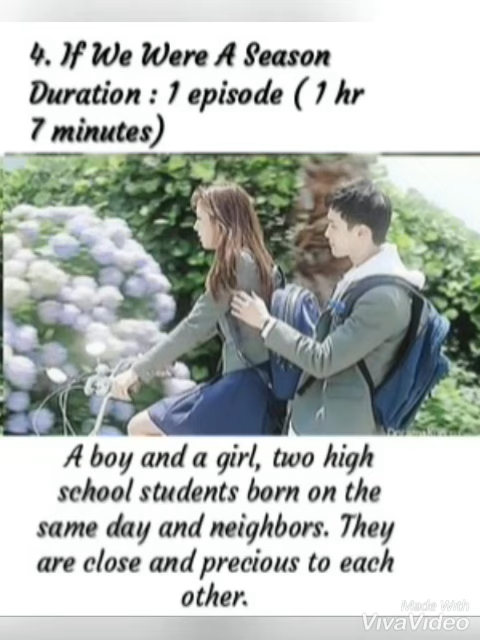 4. If We Were A Season
Duration : 1 episode ( 1 hr
7 minutes)
A boy and a girl, two high
school students born on the
same day and neighbors. They
are close and precious to each
other.
Made With
VivaVideo